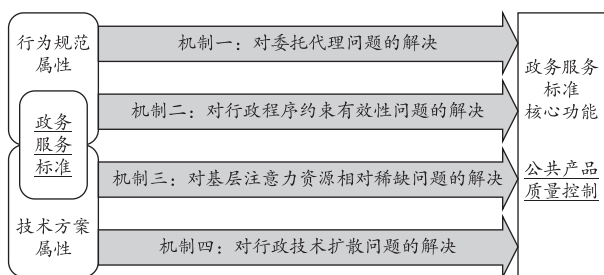 行为规范
属性
政务
服务
标准
技术方案
属性
机制一：对委托代理问题的解决
机制二：对行政程序约束有效性问题的解决
机制三：对基层注意力资源相对稀缺问题的解决
机制四：对行政技术扩散问题的解决
政务服务
标准
核心功能
公共产品
质量控制